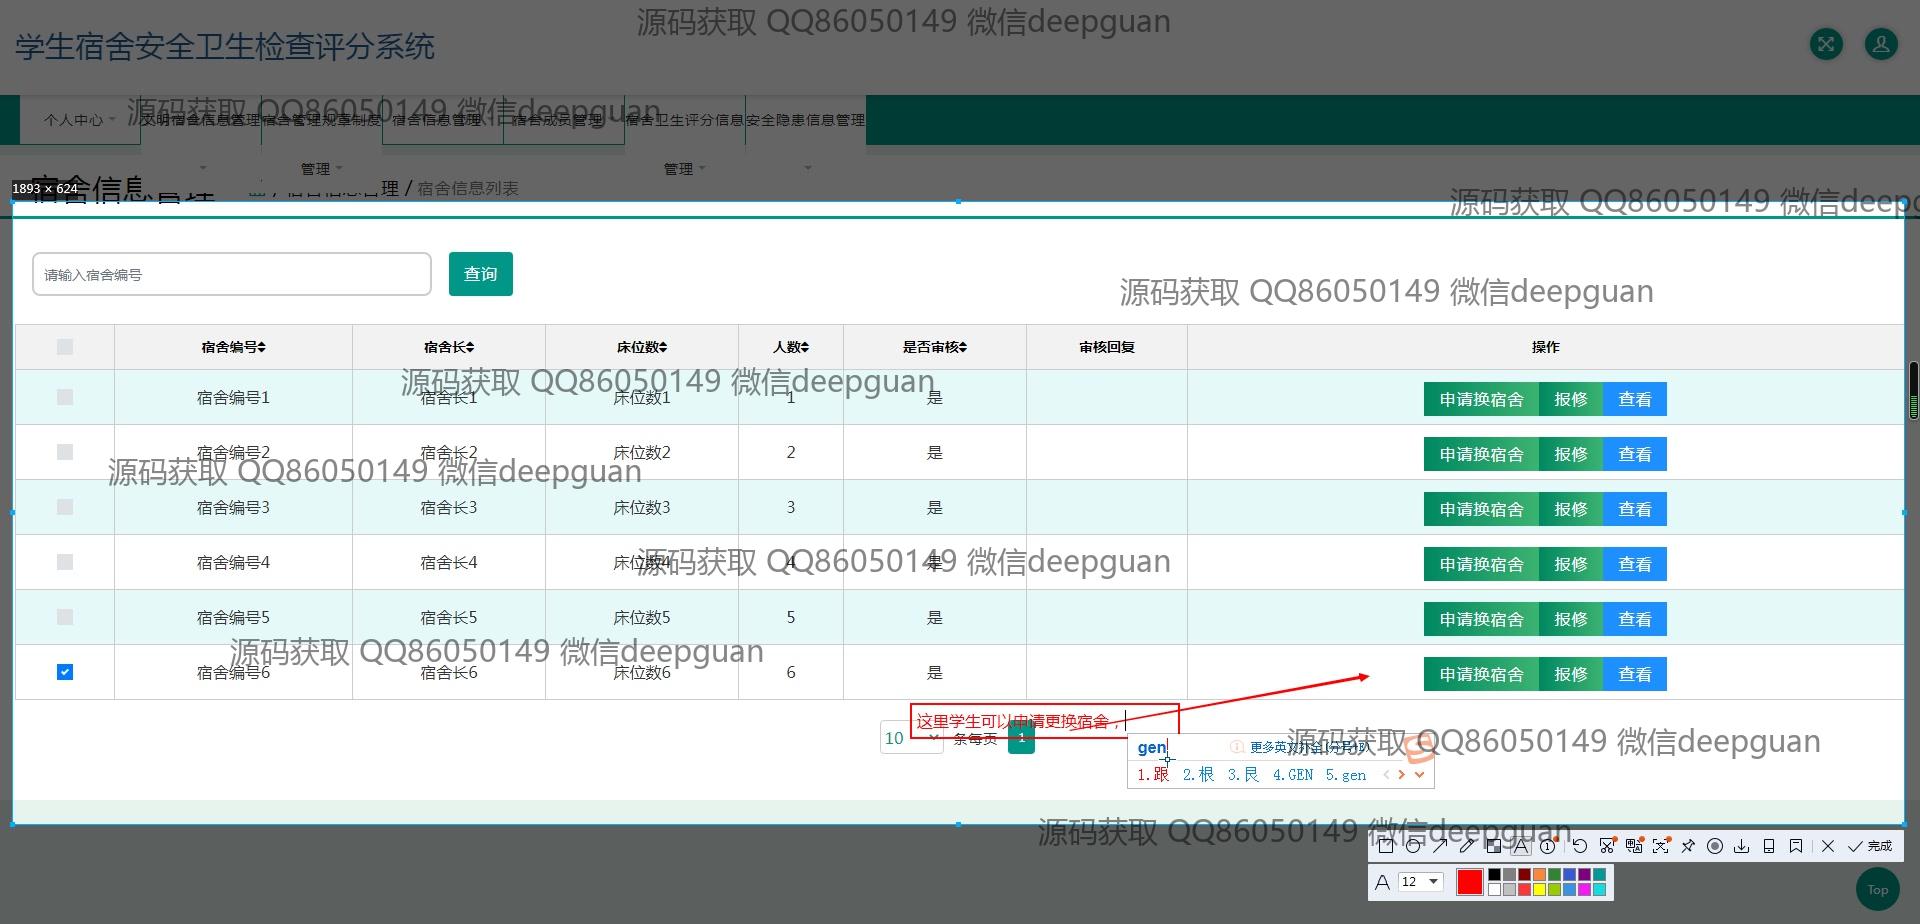 源码获取 QQ86050149 微信deepguan
学生宿舍安全卫生检查评分系统
源码获取 QQ86050149 微信deepguan
个人中心
文明宿舍信息管理
宿舍管理规章制度管理
宿舍信息管理
宿舍成员管理
宿舍卫生评分信息管理
安全隐患信息管理
1893 × 624
宿舍信息管理
/ 宿舍信息管理 / 宿舍信息列表
源码获取 QQ86050149 微信deepg
请输入宿舍编号
查询
源码获取 QQ86050149 微信deepguan
宿舍编号 宿舍长 床位数 人数 是否审核 审核回复 操作
源码获取 QQ86050149 微信deepguan
宿舍编号1 宿舍长1 床位数1 1 是 申请换宿舍 报修 查看
宿舍编号2 宿舍长2 床位数2 2 是 申请换宿舍 报修 查看
源码获取 QQ86050149 微信deepguan
宿舍编号3 宿舍长3 床位数3 3 是 申请换宿舍 报修 查看
宿舍编号4 宿舍长4 床位数4 4 是 申请换宿舍 报修 查看
源码获取 QQ86050149 微信deepguan
宿舍编号5 宿舍长5 床位数5 5 是 申请换宿舍 报修 查看
源码获取 QQ86050149 微信deepguan
宿舍编号6 宿舍长6 床位数6 6 是 申请换宿舍 报修 查看
这里学生可以申请更换宿舍，
10 条每页 1
源码获取 QQ86050149 微信deepguan
gen 更多英文补全
1.跟 2.根 3.艮 4.GEN 5.gen
源码获取 QQ86050149 微信deepguan
完成
A 12
Top